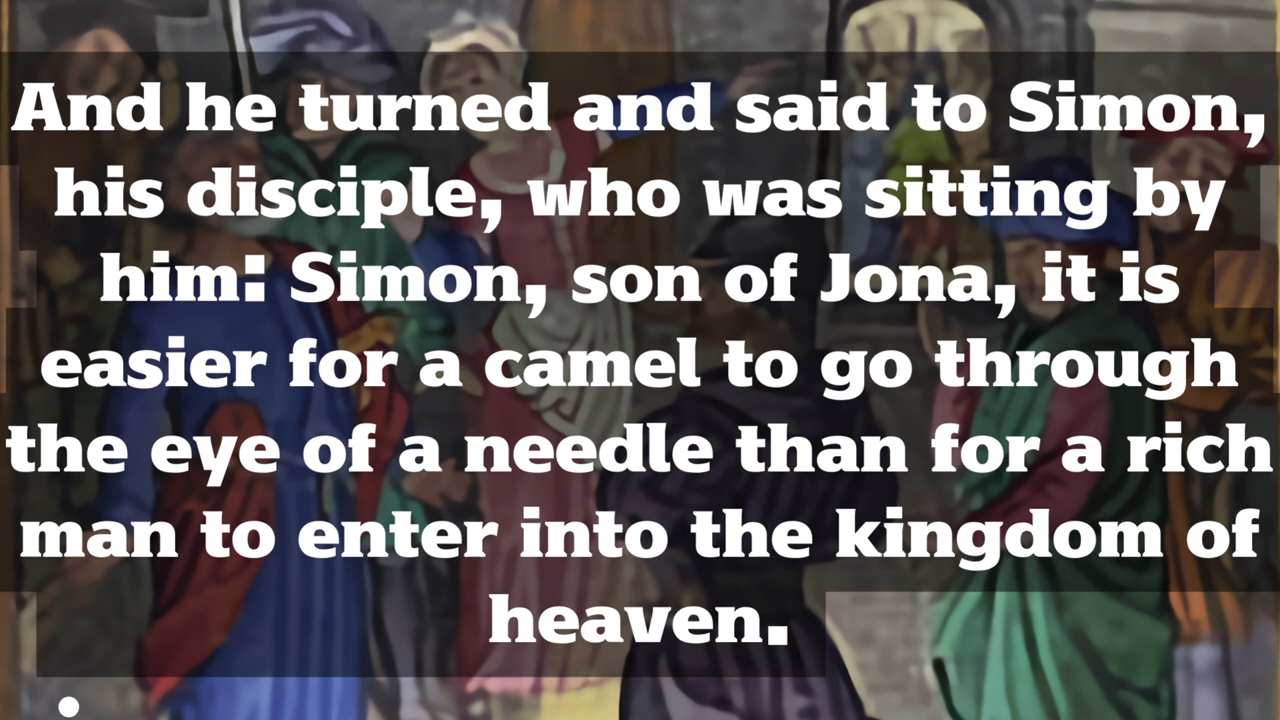 And he turned and said to Simon,
his disciple, who was sitting by
him: Simon, son of Jona, it is
easier for a camel to go through
the eye of a needle than for a rich
man to enter into the kingdom of
heaven.